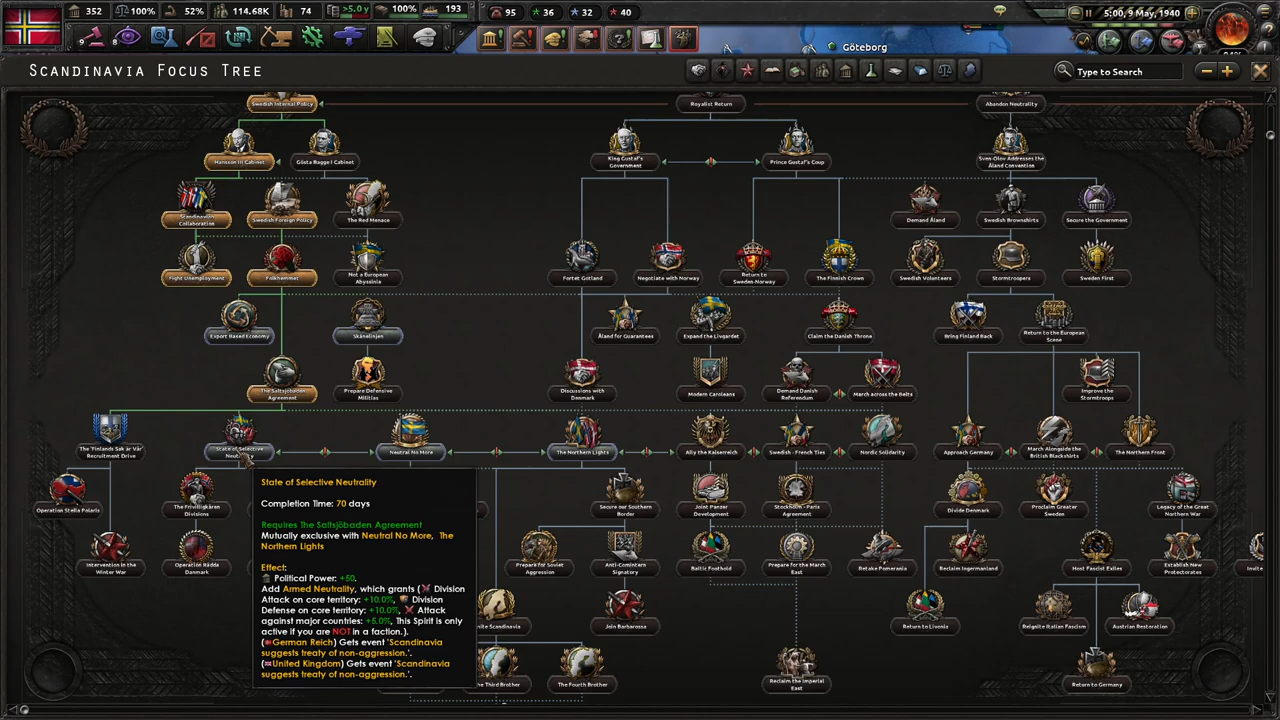 352 100% 52% 114.68K 74 >5.0 y 100% 193 95 36 32 40 5:00, 9 May, 1940
9 8 Göteborg
SCANDINAVIA FOCUS TREE Type to Search
Swedish Internal Policy Royalist Return Abandon Neutrality
Hansson III Cabinet Gösta Bagge I Cabinet King Gustaf's Government Prince Gustaf's Coup Sven-Olov Addresses the Åland Convention
Scandinavian Collaboration Swedish Foreign Policy The Red Menace Demand Åland Swedish Brownshirts Secure the Government
Fight Unemployment Folkhemmet Not a European Abyssinia Fortet Gotland Negotiate with Norway Return to Sweden-Norway The Finnish Crown Swedish Volunteers Stormtroopers Sweden First
Export Based Economy Skånelinjen Åland for Guarantees Expand the Livgardet Claim the Danish Throne Bring Finland Back Return to the European Scene
The Saltsjöbaden Agreement Prepare Defensive Militias Discussions with Denmark Modern Caroleans Demand Danish Referendum March across the Belts Improve the Stormtroopers
The 'Finlands Sak är Vår' Recruitment Drive State of Selective Neutrality Neutral No More The Northern Lights Ally the Kaiserreich Swedish - French Ties Nordic Solidarity Approach Germany March Alongside the British Blackshirts The Northern Front
Operation Stella Polaris The Frivilligkåren Divisions Secure our Southern Border Joint Panzer Development Stockholm - Paris Agreement Divide Denmark Proclaim Greater Sweden Legacy of the Great Northern War
Intervention in the Winter War Operation Rädda Danmark Prepare for Soviet Aggression Anti-Comintern Signatory Baltic Foothold Prepare for the March East Retake Pomerania Reclaim Ingermanland Host Fascist Exiles Establish New Protectorates Invite
nite Scandinavia Join Barbarossa Return to Livonia Reignite Italian Fascism Austrian Restoration
The Third Brother The Fourth Brother Reclaim the Imperial East Return to Germany
State of Selective Neutrality
Completion Time: 70 days
Requires The Saltsjöbaden Agreement
Mutually exclusive with Neutral No More, The
Northern Lights
Effect:
Political Power: +50.
Add Armed Neutrality, which grants ( Division
Attack on core territory: +10.0%, Division
Defense on core territory: +10.0%, Attack
against major countries: +5.0%, This Spirit is only
active if you are NOT in a faction.).
(German Reich) Gets event 'Scandinavia
suggests treaty of non-aggression.'.
(United Kingdom) Gets event 'Scandinavia
suggests treaty of non-aggression.'.